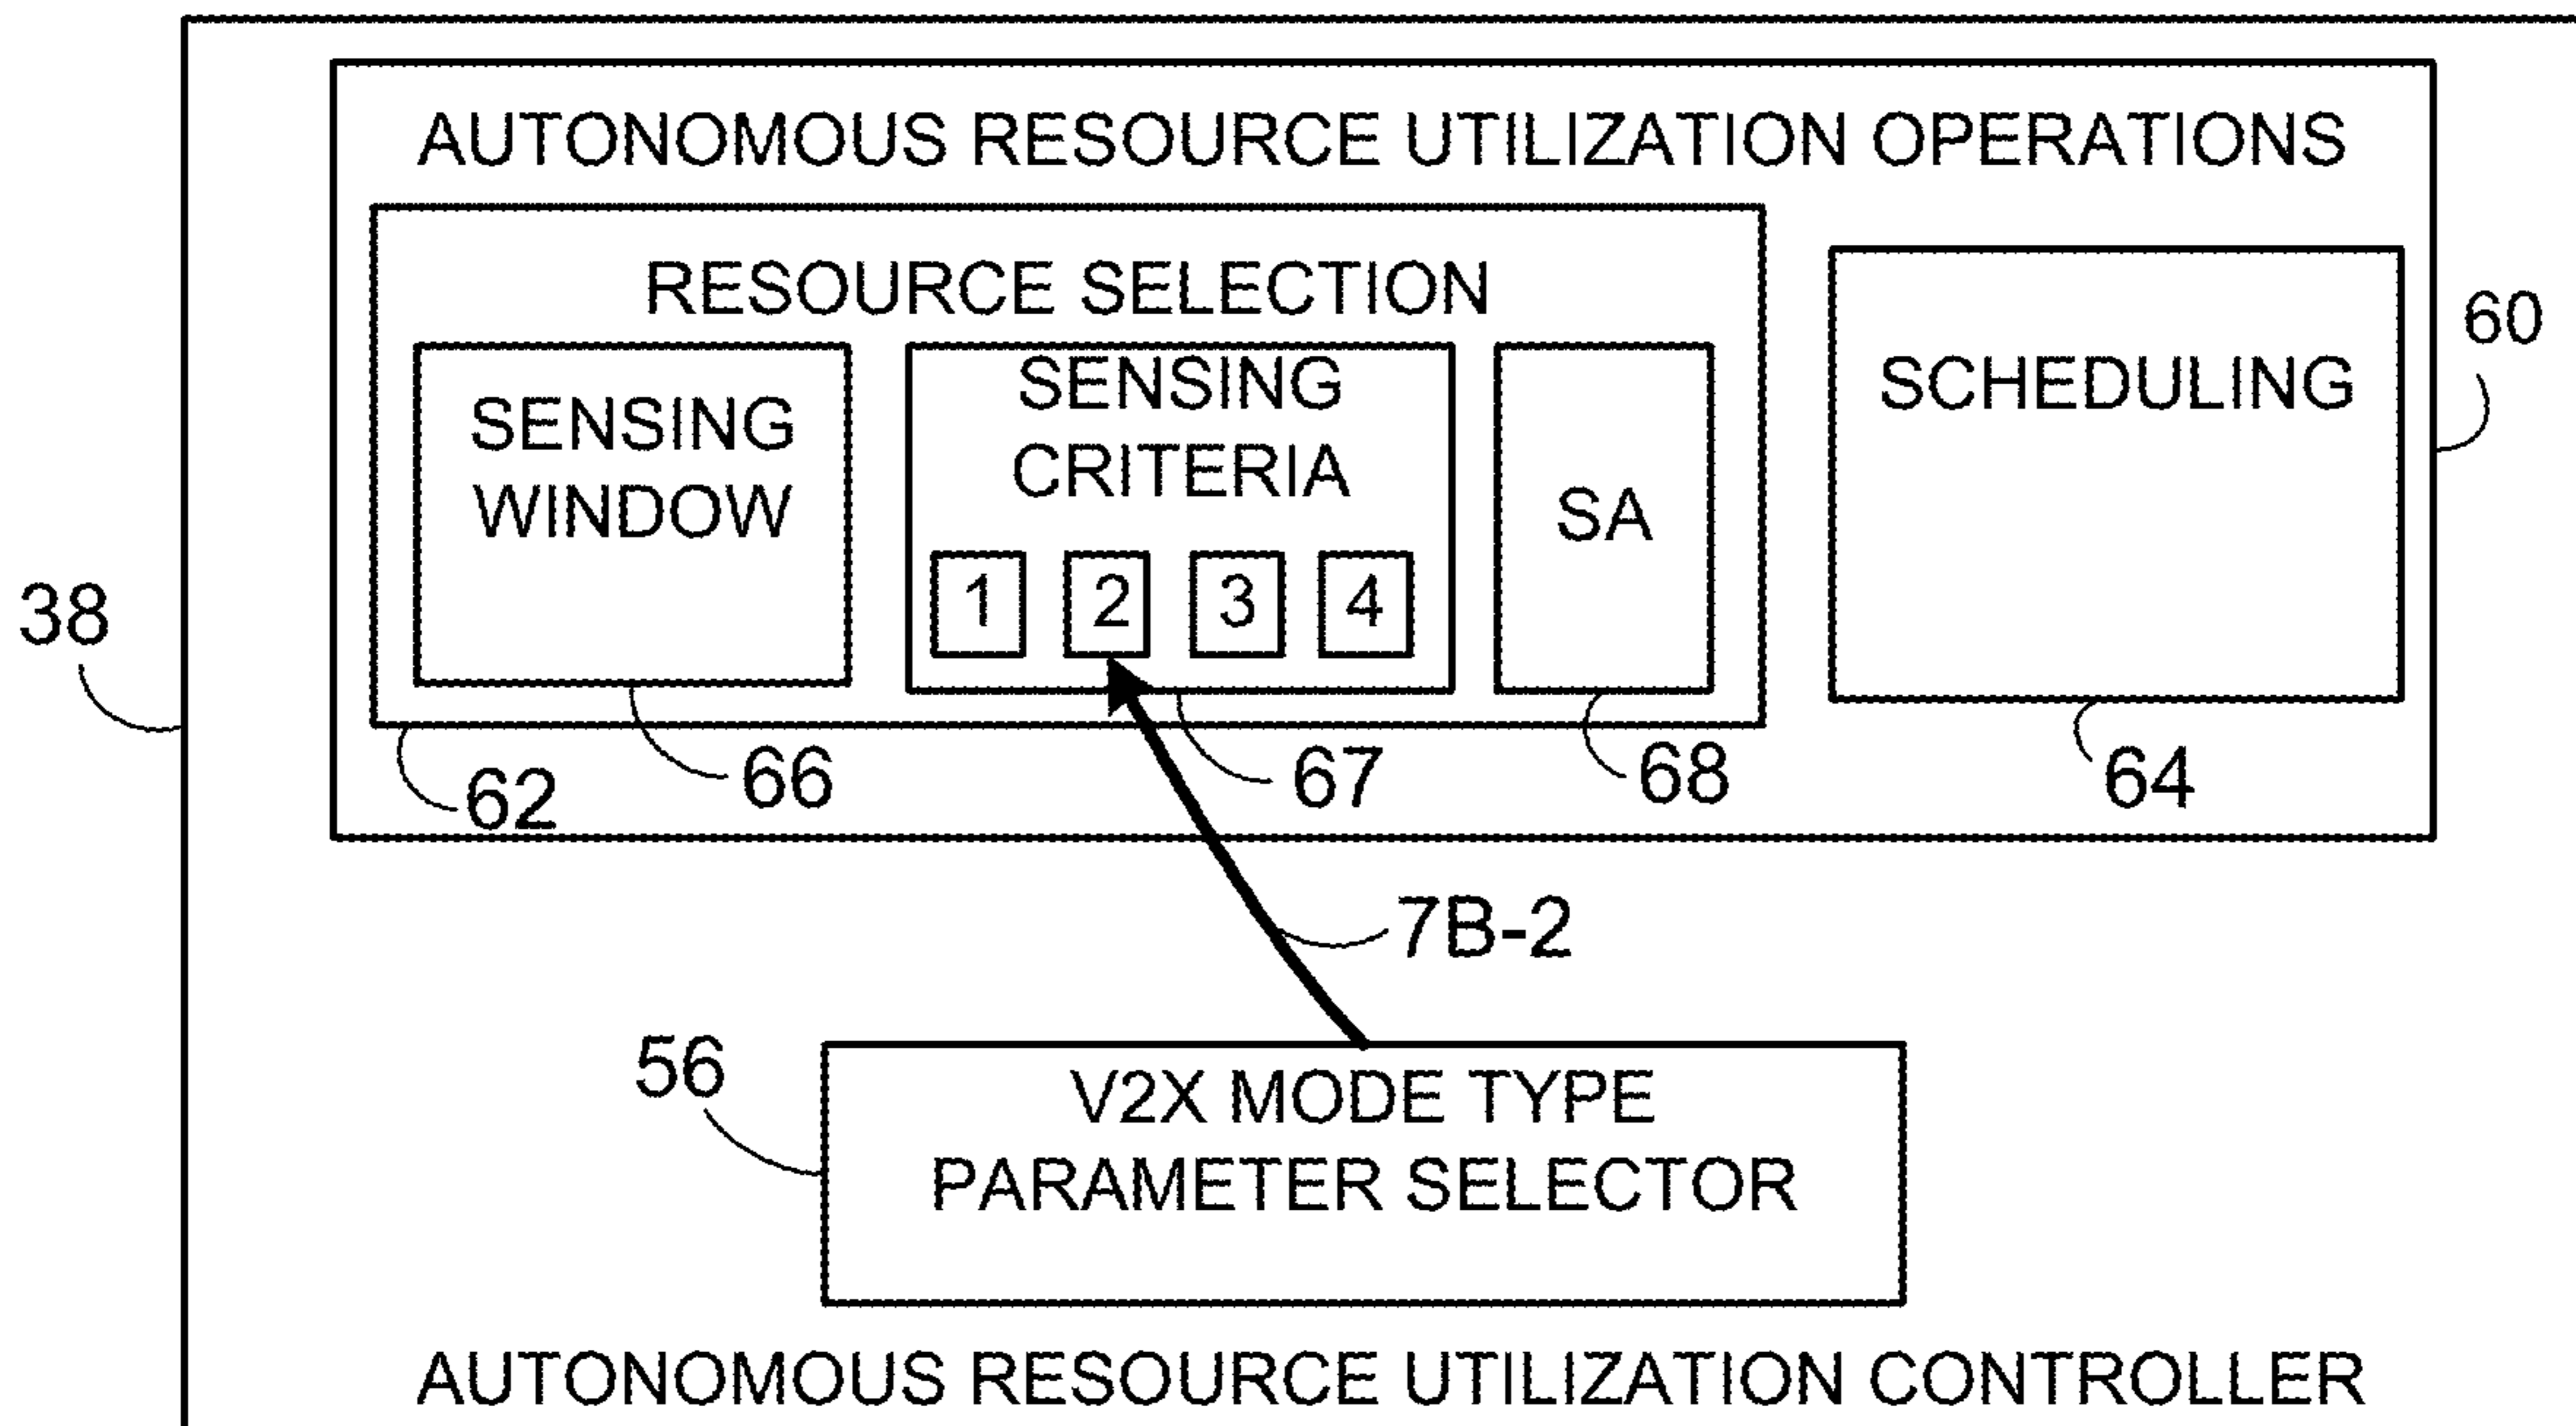 AUTONOMOUS RESOURCE UTILIZATION OPERATIONS
RESOURCE SELECTION
SENSING
WINDOW
SENSING
CRITERIA
1 2 3 4
SA
SCHEDULING
60
38
62
66
67
68
64
7B-2
56
V2X MODE TYPE
PARAMETER SELECTOR
AUTONOMOUS RESOURCE UTILIZATION CONTROLLER